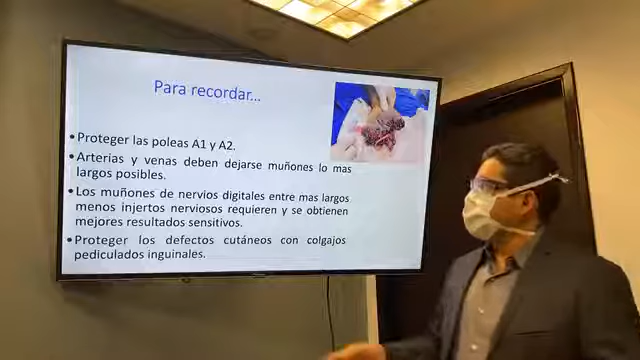 Para recordar...
•Proteger las poleas A1 y A2.
•Arterias y venas deben dejarse muñones lo mas
largos posibles.
•Los muñones de nervios digitales entre mas largos
menos injertos nerviosos requieren y se obtienen
mejores resultados sensitivos.
•Proteger los defectos cutáneos con colgajos
pediculados inguinales.